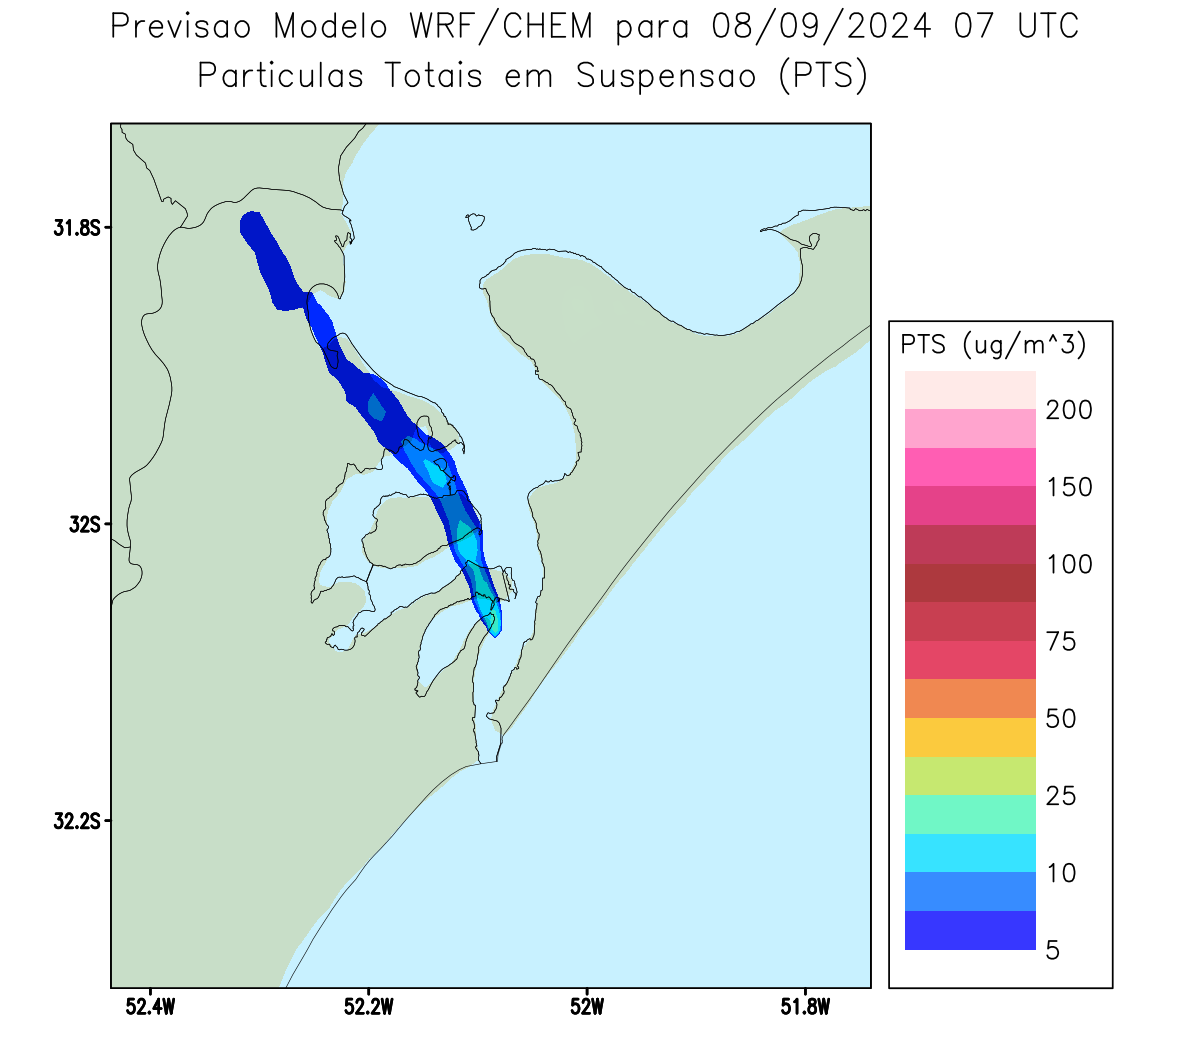 Previsao Modelo WRF/CHEM para 08/09/2024 07 UTC
Particulas Totais em Suspensao (PTS)
31.8S
32S
32.2S
52.4W
52.2W
52W
51.8W
PTS (ug/m^3)
200
150
100
75
50
25
10
5